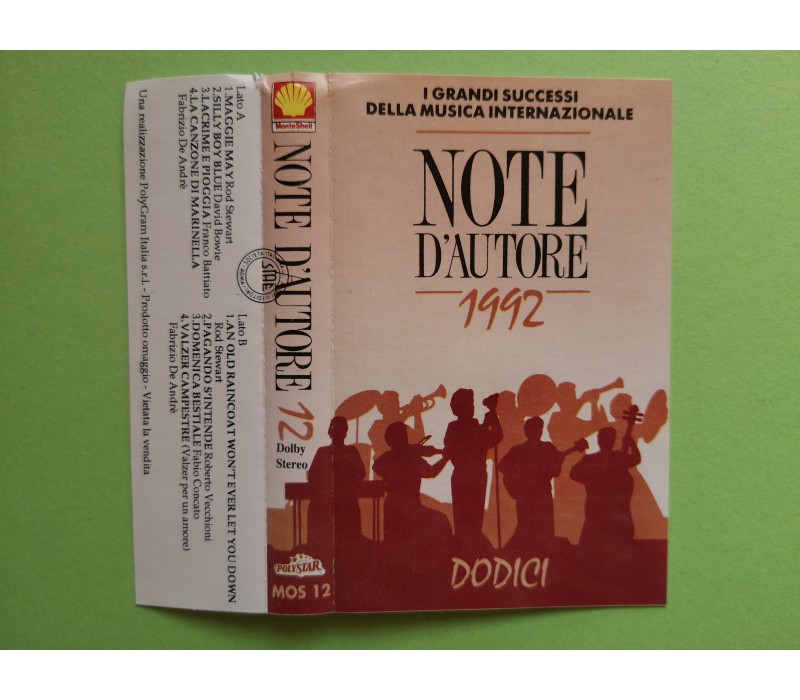 I GRANDI SUCCESSI
DELLA MUSICA INTERNAZIONALE
NOTE
D'AUTORE
1992
DODICI
MonteShell
NOTE D'AUTORE 12
Dolby
Stereo
POLYSTAR
MOS 12
SIAE
Lato A
1. MAGGIE MAY Rod Stewart
2. SILLY BOY BLUE David Bowie
3. LACRIME E PIOGGIA Franco Battiato
4. LA CANZONE DI MARINELLA
Fabrizio De Andrè
Lato B
1. AN OLD RAINCOAT WON'T EVER LET YOU DOWN
Rod Stewart
2. PAGANDO S'INTENDE Roberto Vecchioni
3. DOMENICA BESTIALE Fabio Concato
4. VALZER CAMPESTRE (Valzer per un amore)
Fabrizio De Andrè
Una realizzazione PolyGram Italia s.r.l. - Prodotto omaggio - Vietata la vendita